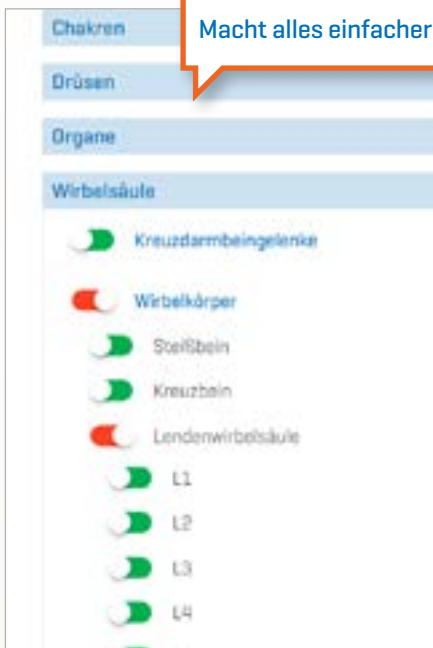 Chakren
Macht alles einfacher
Drüsen
Organe
Wirbelsäule
Kreuzdarmbeingelenke
Wirbelkörper
Steißbein
Kreuzbein
Lendenwirbelsäule
L1
L2
L3
L4